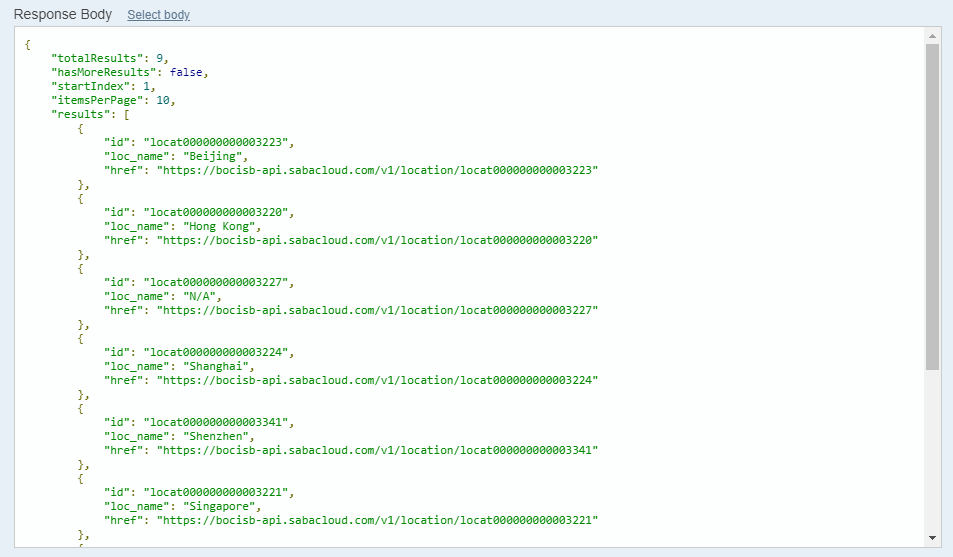 Response Body Select body
{
"totalResults": 9,
"hasMoreResults": false,
"startIndex": 1,
"itemsPerPage": 10,
"results": [
{
"id": "locat000000000003223",
"loc_name": "Beijing",
"href": "https://bocisb-api.sabacloud.com/v1/location/locat000000000003223"
},
{
"id": "locat000000000003220",
"loc_name": "Hong Kong",
"href": "https://bocisb-api.sabacloud.com/v1/location/locat000000000003220"
},
{
"id": "locat000000000003227",
"loc_name": "N/A",
"href": "https://bocisb-api.sabacloud.com/v1/location/locat000000000003227"
},
{
"id": "locat000000000003224",
"loc_name": "Shanghai",
"href": "https://bocisb-api.sabacloud.com/v1/location/locat000000000003224"
},
{
"id": "locat000000000003341",
"loc_name": "Shenzhen",
"href": "https://bocisb-api.sabacloud.com/v1/location/locat000000000003341"
},
{
"id": "locat000000000003221",
"loc_name": "Singapore",
"href": "https://bocisb-api.sabacloud.com/v1/location/locat000000000003221"
},
{